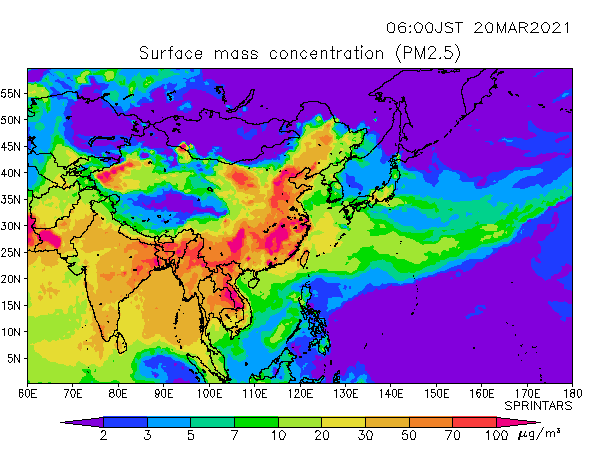 06:00JST 20MAR2021
Surface mass concentration (PM2.5)
55N
50N
45N
40N
35N
30N
25N
20N
15N
10N
5N
60E 70E 80E 90E 100E 110E 120E 130E 140E 150E 160E 170E 180
SPRINTARS
2 3 5 7 10 20 30 50 70 100 μg/m³